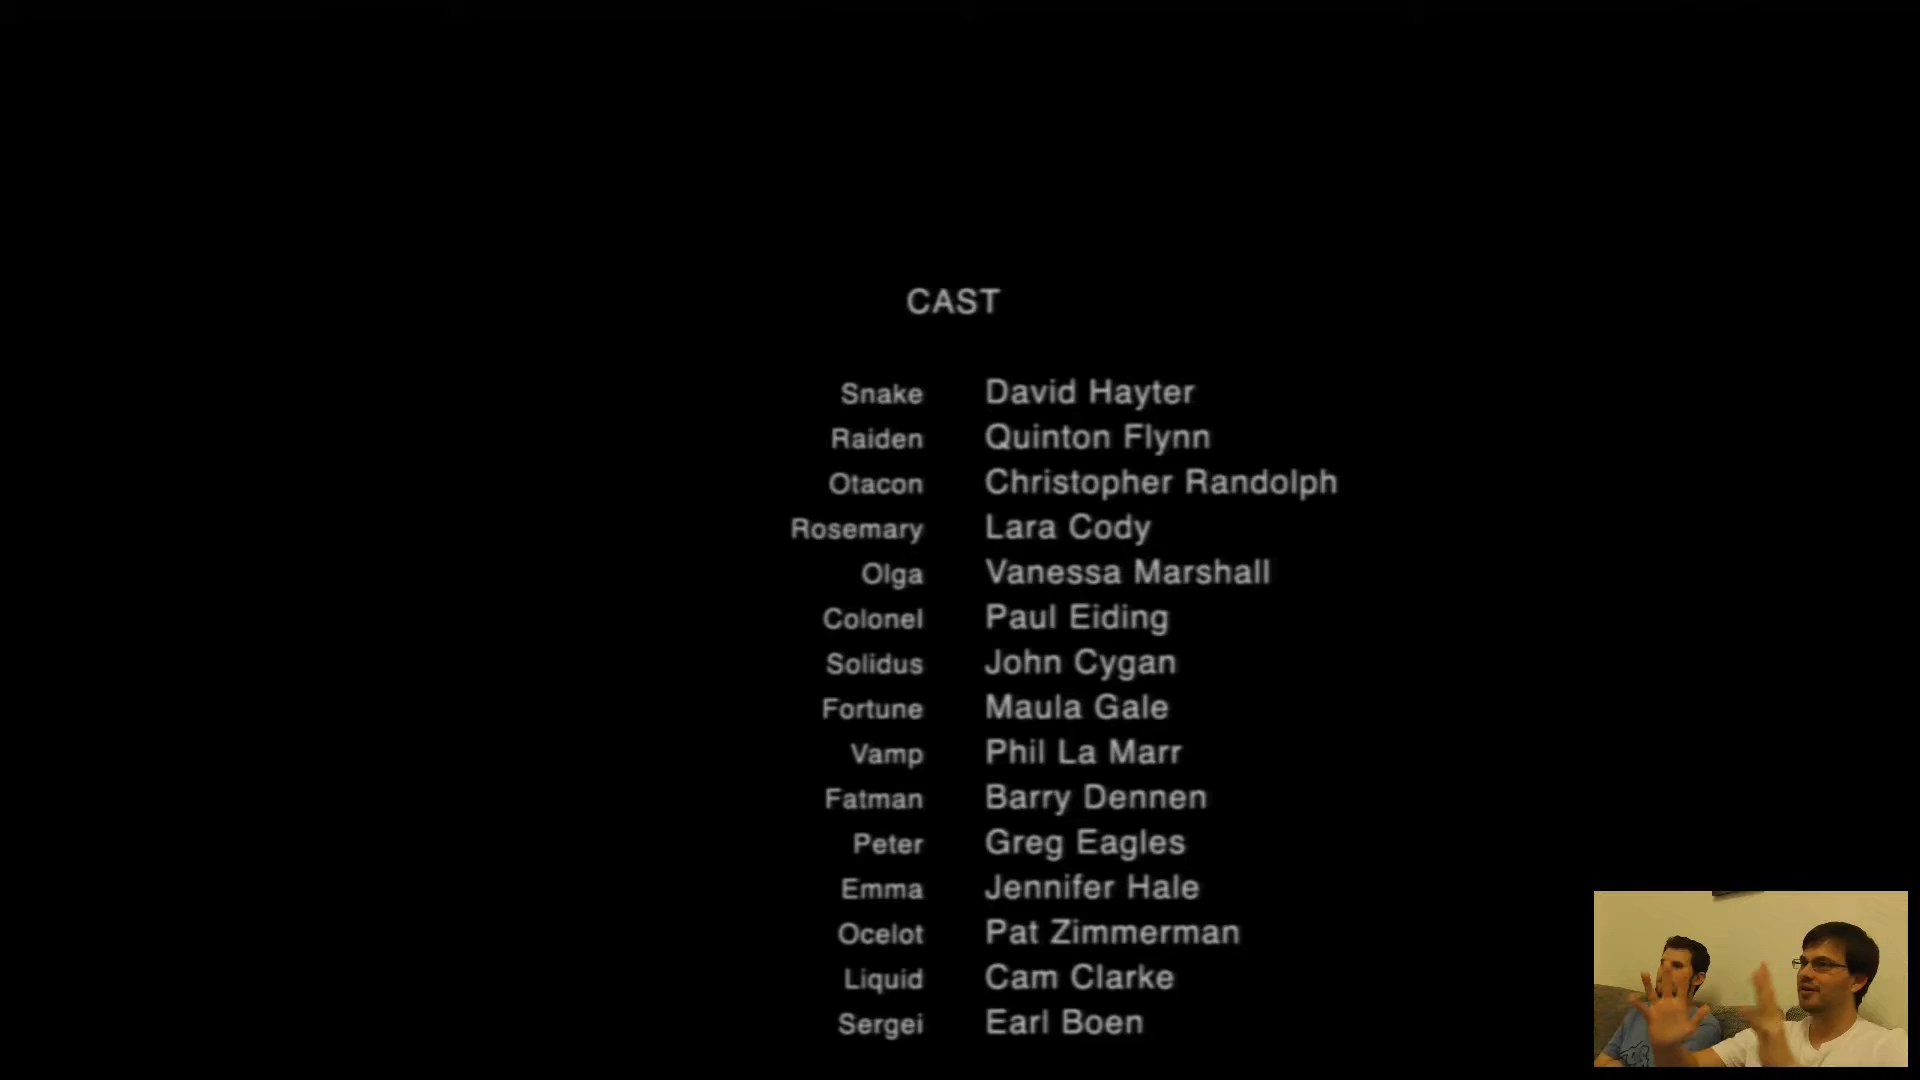 CAST
Snake David Hayter
Raiden Quinton Flynn
Otacon Christopher Randolph
Rosemary Lara Cody
Olga Vanessa Marshall
Colonel Paul Eiding
Solidus John Cygan
Fortune Maula Gale
Vamp Phil La Marr
Fatman Barry Dennen
Peter Greg Eagles
Emma Jennifer Hale
Ocelot Pat Zimmerman
Liquid Cam Clarke
Sergei Earl Boen